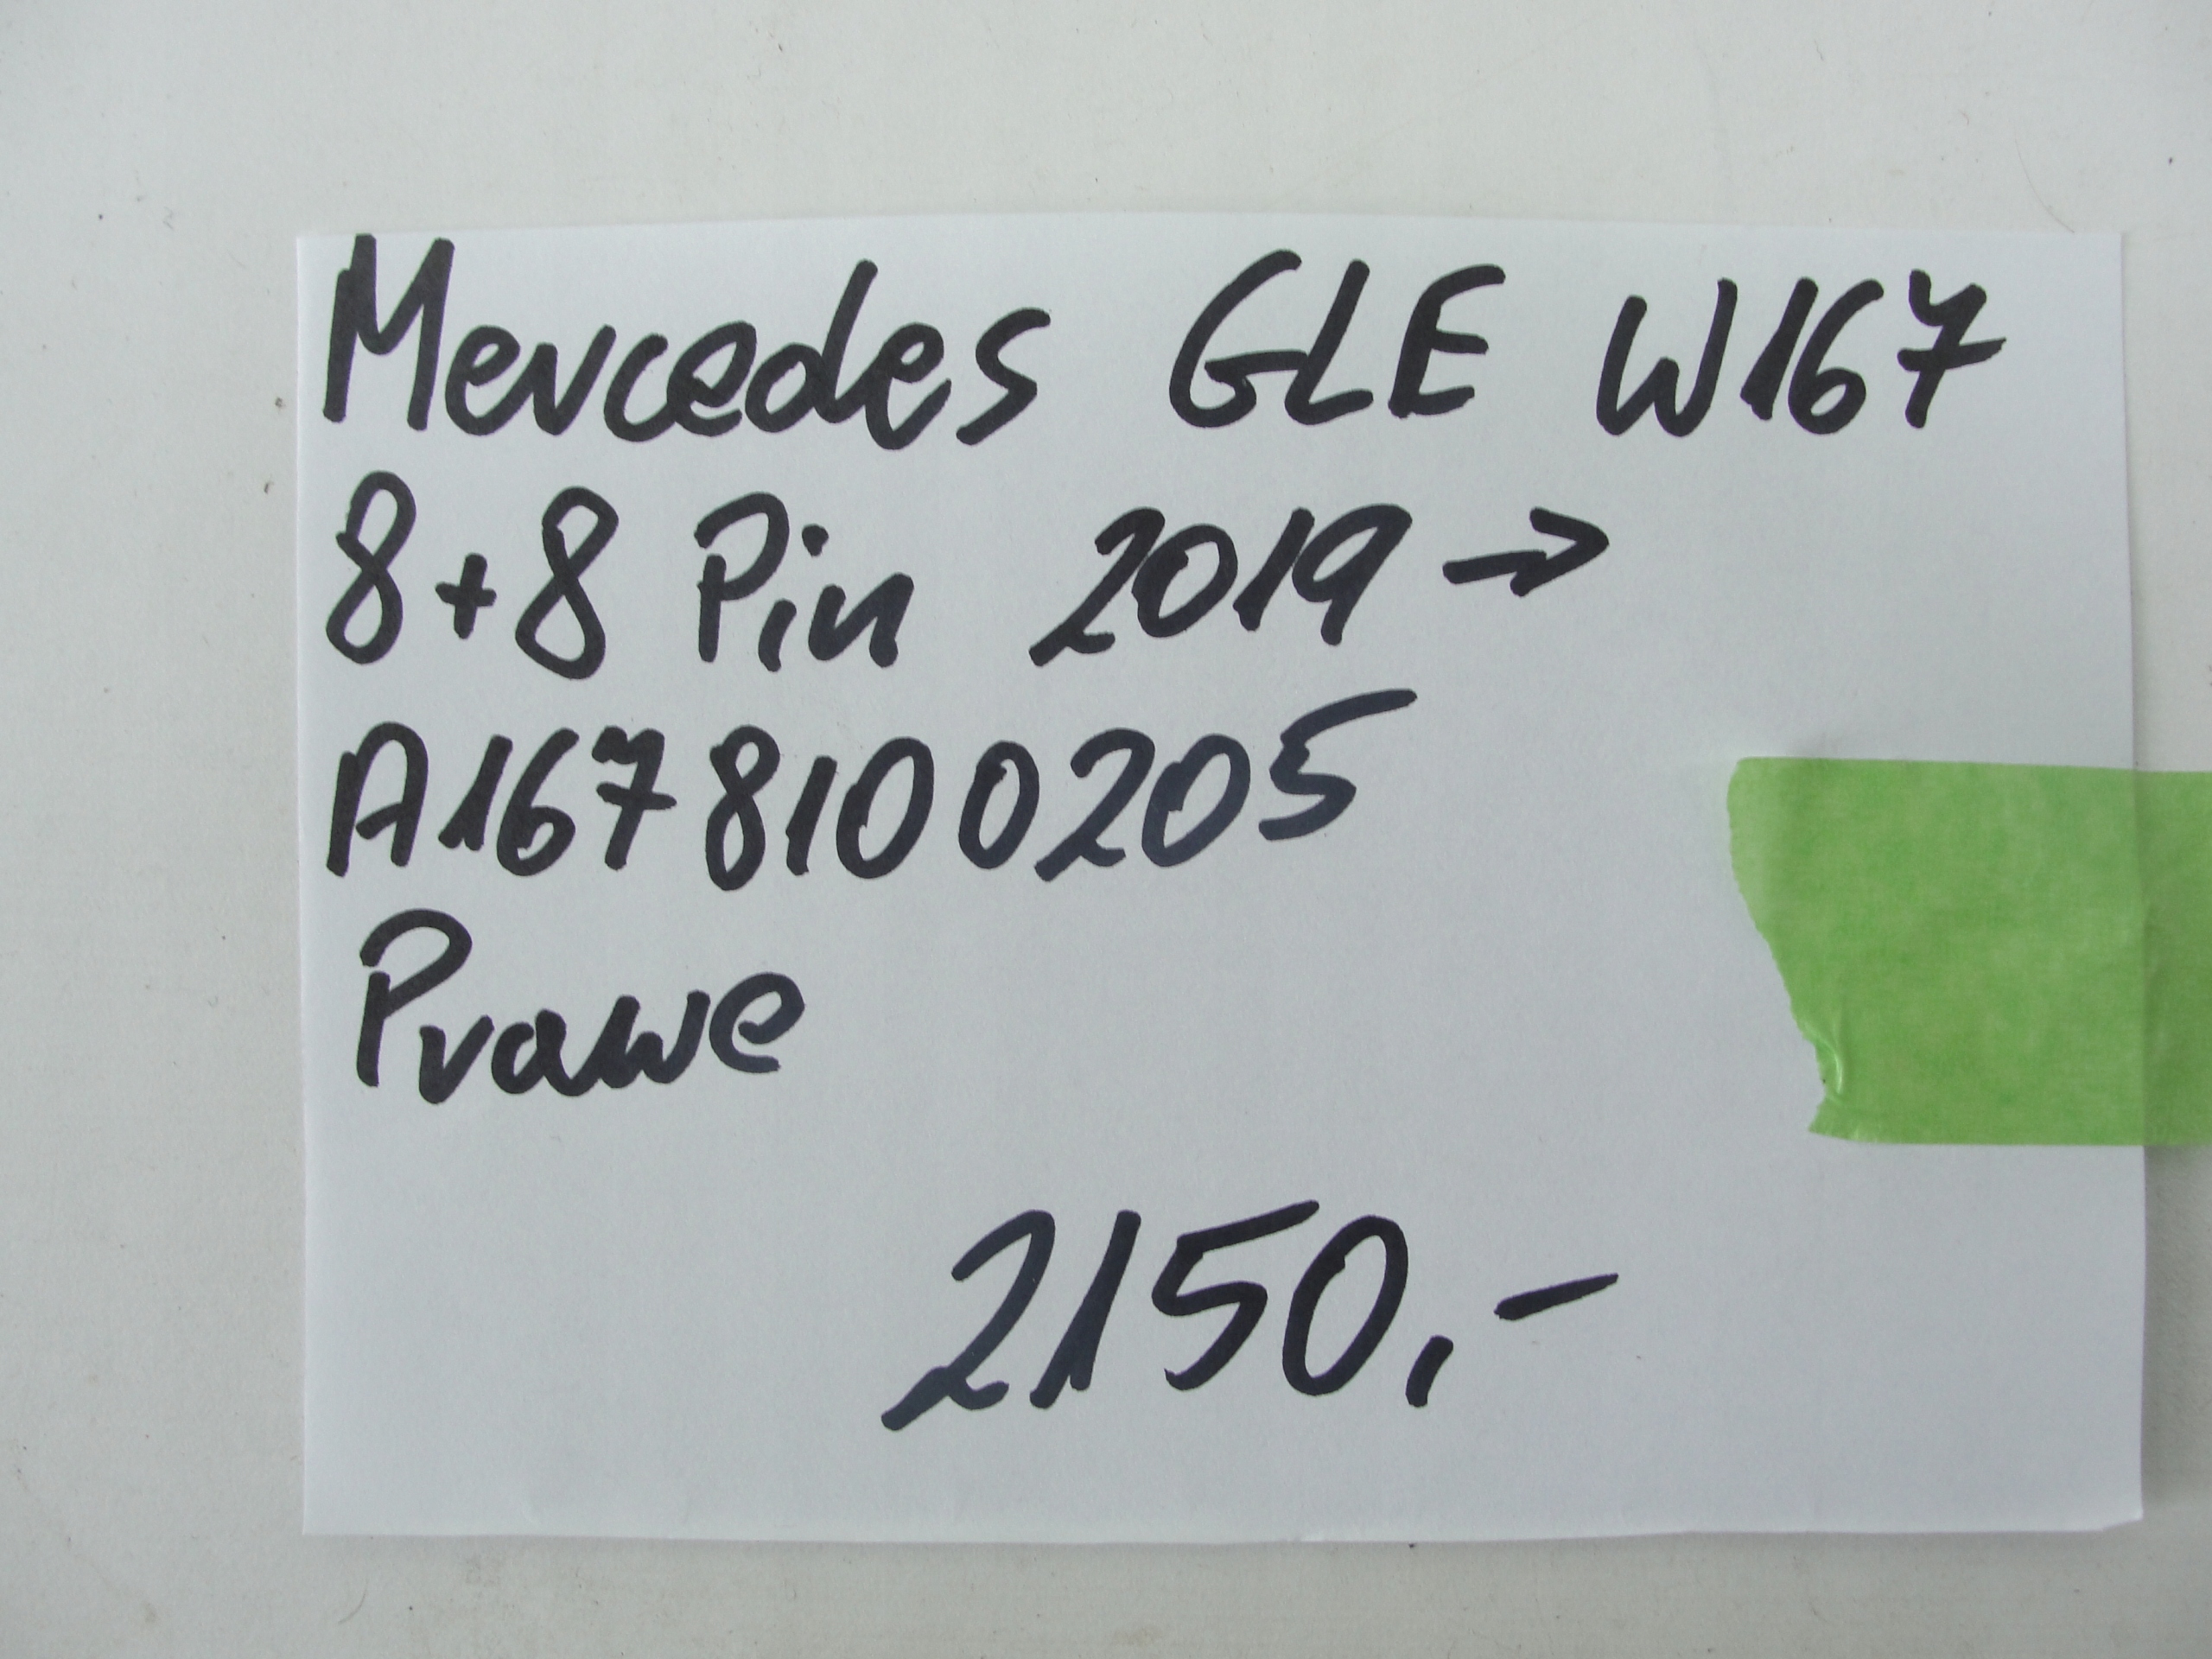 Mercedes GLE W167
8+8 Pin 2019→
A1678100205
Prawe
2150,-